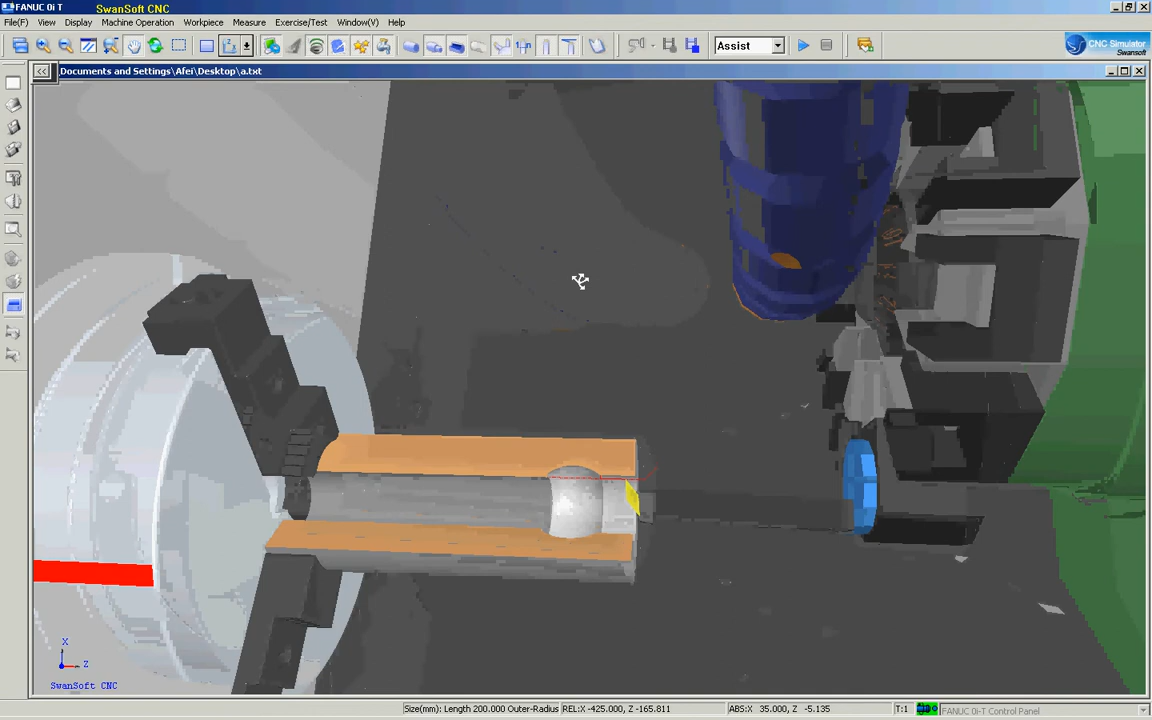 FANUC 0i T
SwanSoft CNC
File(F) View Display Machine Operation Workpiece Measure Exercise/Test Window(V) Help
Assist
CNC Simulator
Swansoft
<< Documents and Settings\Afei\Desktop\a.txt
X
Z
SwanSoft CNC
Size(mm): Length 200.000 Outer-Radius REL:X -425.000, Z -165.811 ABS:X 35.000, Z -5.135 T:1 FANUC 0i-T Control Panel